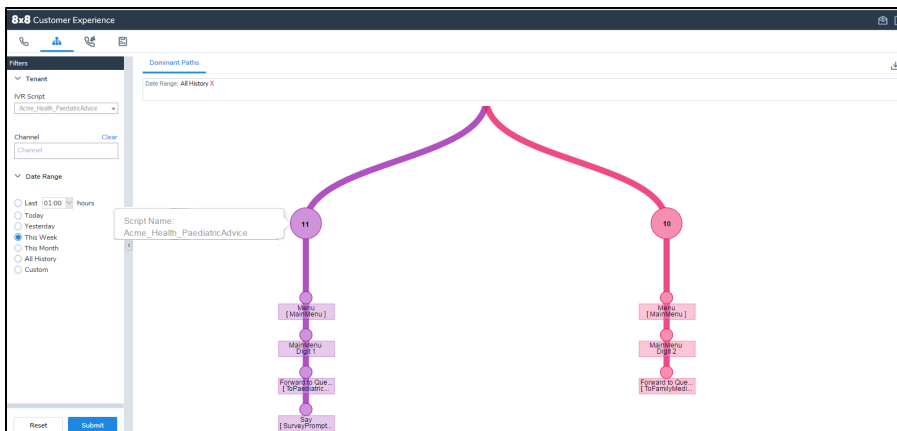 8x8 Customer Experience
Filters
Tenant
IVR Script
Acme_Health_PaediatricAdvice
Channel Clear
Channel
Date Range
Last 01:00 hours
Today
Yesterday
This Week
This Month
All History
Custom
Reset Submit
Dominant Paths
Date Range: All History X
Script Name:
Acme_Health_PaediatricAdvice
11
Menu
[ MainMenu ]
MainMenu
Digit 1
Forward to Que...
[ ToPaediatric...
Say
[ SurveyPrompt...
10
Menu
[ MainMenu ]
MainMenu
Digit 2
Forward to Que...
[ ToFamilyMedi...